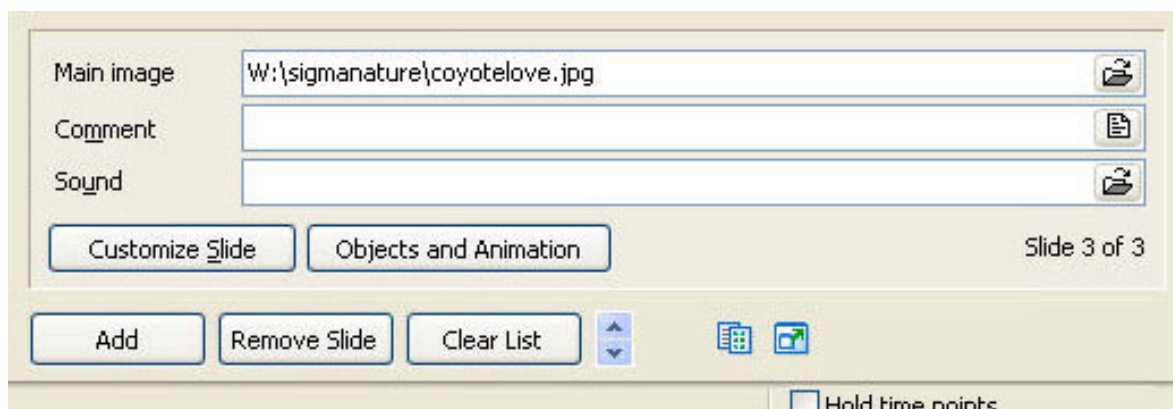 Main image W:\sigmanature\coyotelove.jpg
Comment
Sound
Customize Slide Objects and Animation Slide 3 of 3
Add Remove Slide Clear List
Hold time points